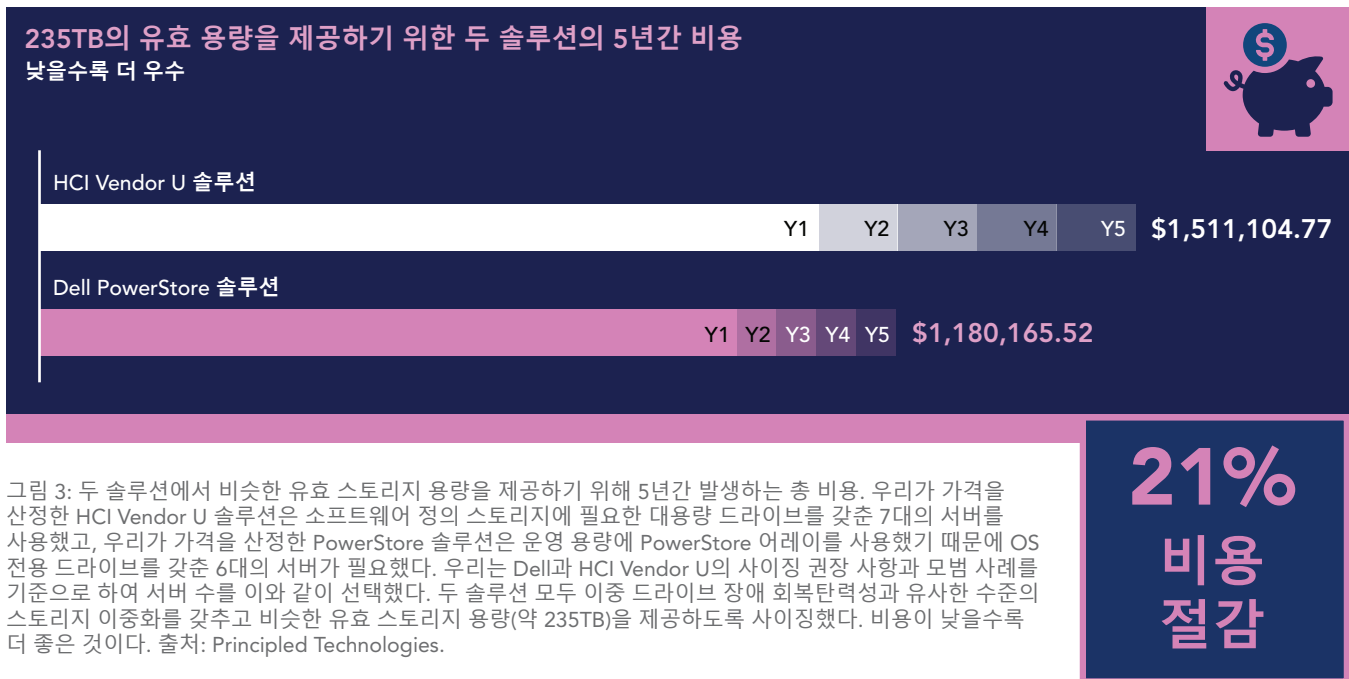 235TB의 유효 용량을 제공하기 위한 두 솔루션의 5년간 비용
낮을수록 더 우수
$
HCI Vendor U 솔루션
Y1 Y2 Y3 Y4 Y5 $1,511,104.77
Dell PowerStore 솔루션
Y1 Y2 Y3 Y4 Y5 $1,180,165.52
그림 3: 두 솔루션에서 비슷한 유효 스토리지 용량을 제공하기 위해 5년간 발생하는 총 비용. 우리가 가격을
산정한 HCI Vendor U 솔루션은 소프트웨어 정의 스토리지에 필요한 대용량 드라이브를 갖춘 7대의 서버를
사용했고, 우리가 가격을 산정한 PowerStore 솔루션은 운영 용량에 PowerStore 어레이를 사용했기 때문에 OS
전용 드라이브를 갖춘 6대의 서버가 필요했다. 우리는 Dell과 HCI Vendor U의 사이징 권장 사항과 모범 사례를
기준으로 하여 서버 수를 이와 같이 선택했다. 두 솔루션 모두 이중 드라이브 장애 회복탄력성과 유사한 수준의
스토리지 이중화를 갖추고 비슷한 유효 스토리지 용량(약 235TB)을 제공하도록 사이징했다. 비용이 낮을수록
더 좋은 것이다. 출처: Principled Technologies.
21%
비용
절감